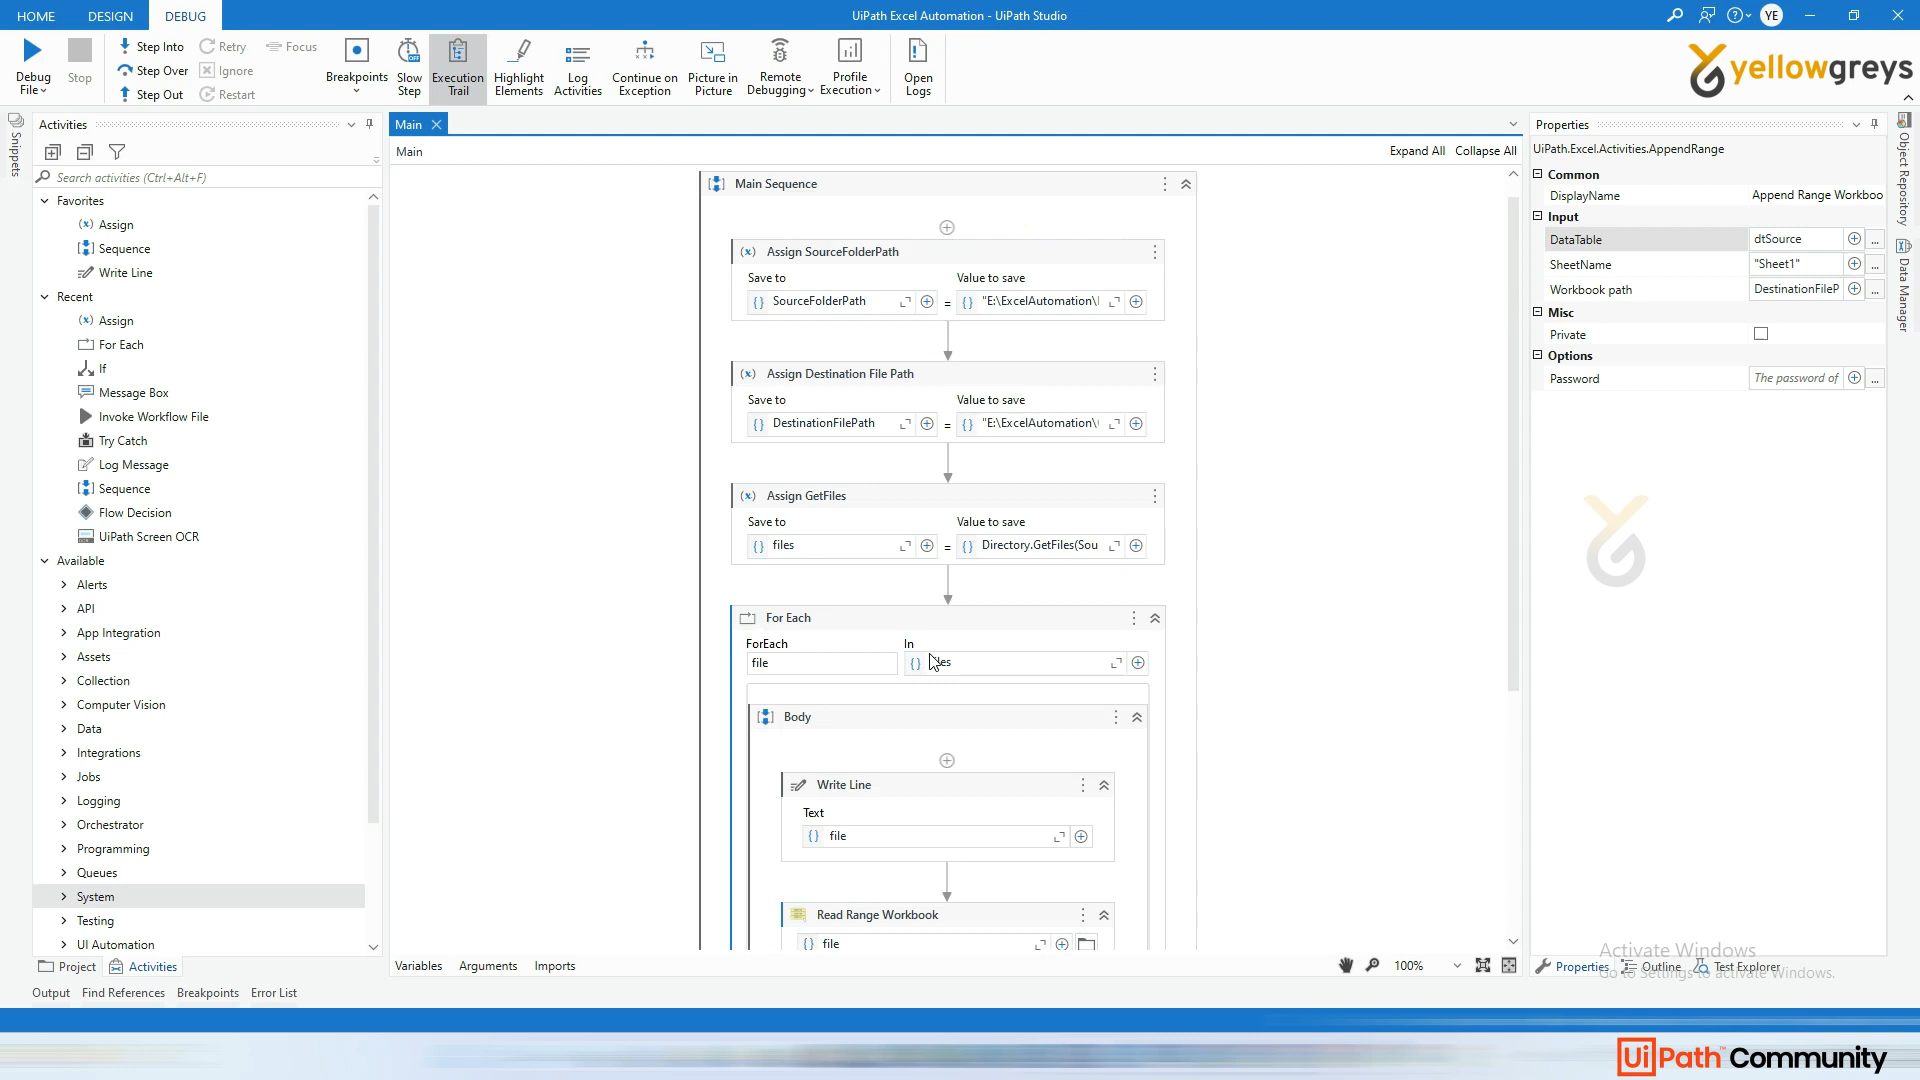 HOME DESIGN DEBUG
UiPath Excel Automation - UiPath Studio
YE
Debug File
Stop
Step Into
Step Over
Step Out
Retry
Ignore
Restart
Focus
Breakpoints
Slow Step
Execution Trail
Highlight Elements
Log Activities
Continue on Exception
Picture in Picture
Remote Debugging
Profile Execution
Open Logs
yellowgreys
Snippets
Activities
Search activities (Ctrl+Alt+F)
Favorites
Assign
Sequence
Write Line
Recent
Assign
For Each
If
Message Box
Invoke Workflow File
Try Catch
Log Message
Sequence
Flow Decision
UiPath Screen OCR
Available
Alerts
API
App Integration
Assets
Collection
Computer Vision
Data
Integrations
Jobs
Logging
Orchestrator
Programming
Queues
System
Testing
UI Automation
Project Activities
Main
Main
Expand All Collapse All
Main Sequence
Assign SourceFolderPath
Save to Value to save
SourceFolderPath = "E:\ExcelAutomation\
Assign Destination File Path
Save to Value to save
DestinationFilePath = "E:\ExcelAutomation\
Assign GetFiles
Save to Value to save
files = Directory.GetFiles(Sou
For Each
ForEach In
file
Body
Write Line
Text
file
Read Range Workbook
file
Variables Arguments Imports
100%
Properties
UiPath.Excel.Activities.AppendRange
Common
DisplayName Append Range Workboo
Input
DataTable dtSource ...
SheetName "Sheet1" ...
Workbook path DestinationFileP ...
Misc
Private
Options
Password The password of ...
Object Repository
Data Manager
Activate Windows
Go to Settings to activate Windows.
Properties Outline Test Explorer
Output Find References Breakpoints Error List
UiPath™ Community